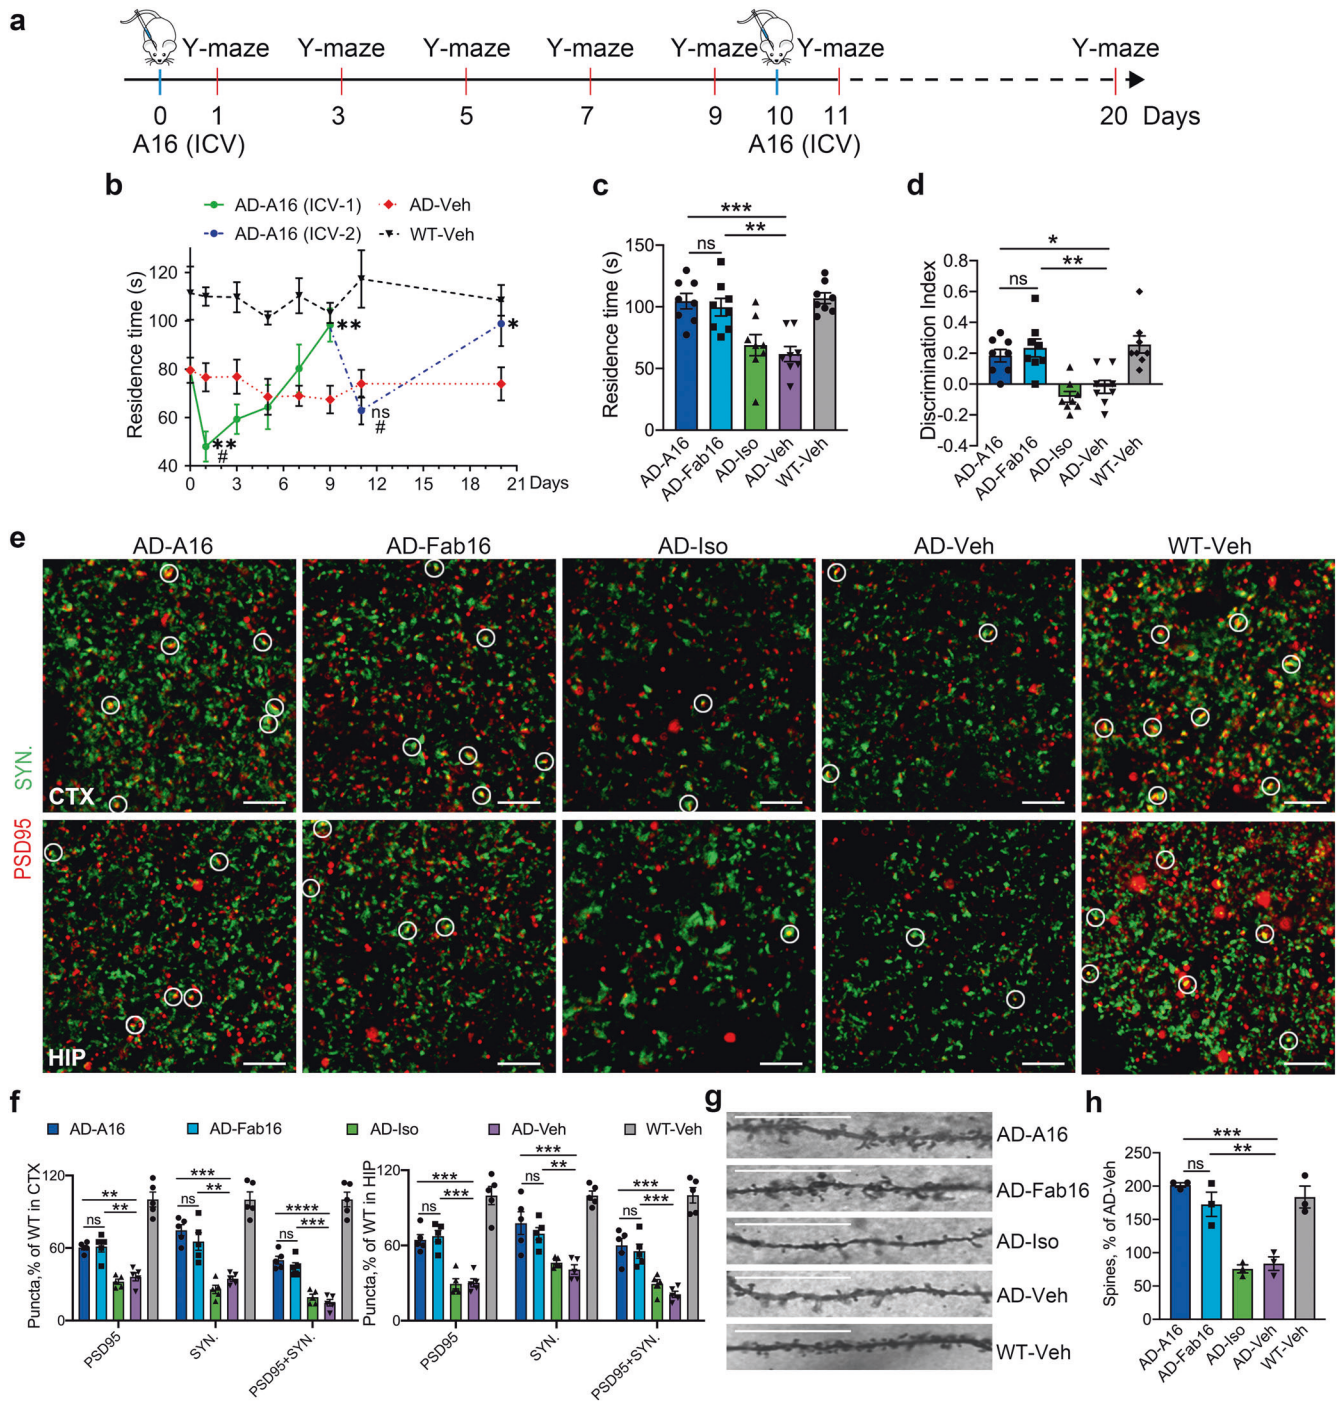 a
Y-maze Y-maze Y-maze Y-maze Y-maze Y-maze Y-maze
0 1 3 5 7 9 10 11 20 Days
A16 (ICV) A16 (ICV)
b
AD-A16 (ICV-1) AD-Veh
AD-A16 (ICV-2) WT-Veh
Residence time (s)
120
100
80
60
40
**
**
#
ns
#
*
0 3 6 9 12 15 18 21 Days
c
***
**
ns
Residence time (s)
150
100
50
0
AD-A16
AD-Fab16
AD-Iso
AD-Veh
WT-Veh
d
*
**
ns
Discrimination Index
0.8
0.6
0.4
0.2
0.0
-0.2
-0.4
AD-A16
AD-Fab16
AD-Iso
AD-Veh
WT-Veh
e
AD-A16 AD-Fab16 AD-Iso AD-Veh WT-Veh
PSD95 SYN.
CTX
HIP
f
AD-A16 AD-Fab16 AD-Iso AD-Veh WT-Veh
Puncta,% of WT in CTX
120
60
0
** ** ns
*** ** ns
**** *** ns
PSD95
SYN.
PSD95+SYN.
Puncta,% of WT in HIP
120
60
0
*** *** ns
*** ** ns
*** *** ns
PSD95
SYN.
PSD95+SYN.
g
AD-A16
AD-Fab16
AD-Iso
AD-Veh
WT-Veh
h
***
**
ns
Spines, % of AD-Veh
250
200
150
100
50
0
AD-A16
AD-Fab16
AD-Iso
AD-Veh
WT-Veh